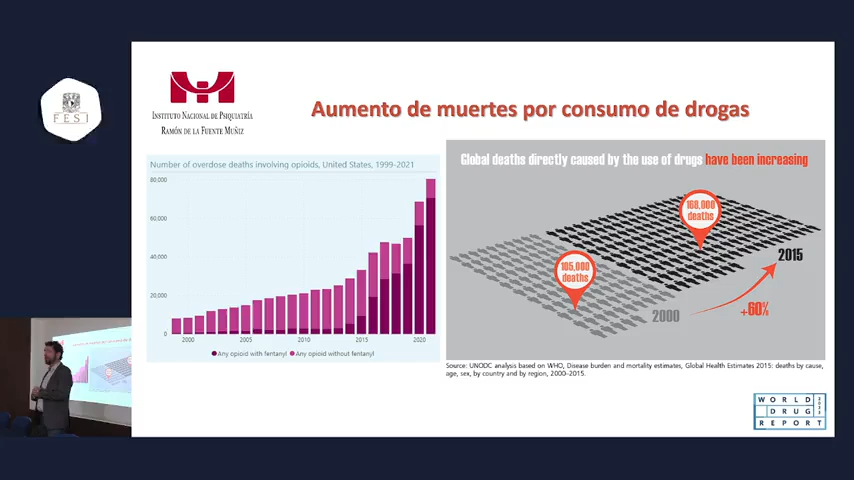 FESI
INSTITUTO NACIONAL DE PSIQUIATRÍA
RAMÓN DE LA FUENTE MUÑIZ
Aumento de muertes por consumo de drogas
Number of overdose deaths involving opioids, United States, 1999-2021
80,000
60,000
40,000
20,000
0
2000
2005
2010
2015
2020
Any opioid with fentanyl
Any opioid without fentanyl
Global deaths directly caused by the use of drugs have been increasing
168,000
deaths
105,000
deaths
2015
2000
+60%
Source: UNODC analysis based on WHO, Disease burden and mortality estimates, Global Health Estimates 2015: deaths by cause,
age, sex, by country and by region, 2000–2015.
WORLD
DRUG
REPORT